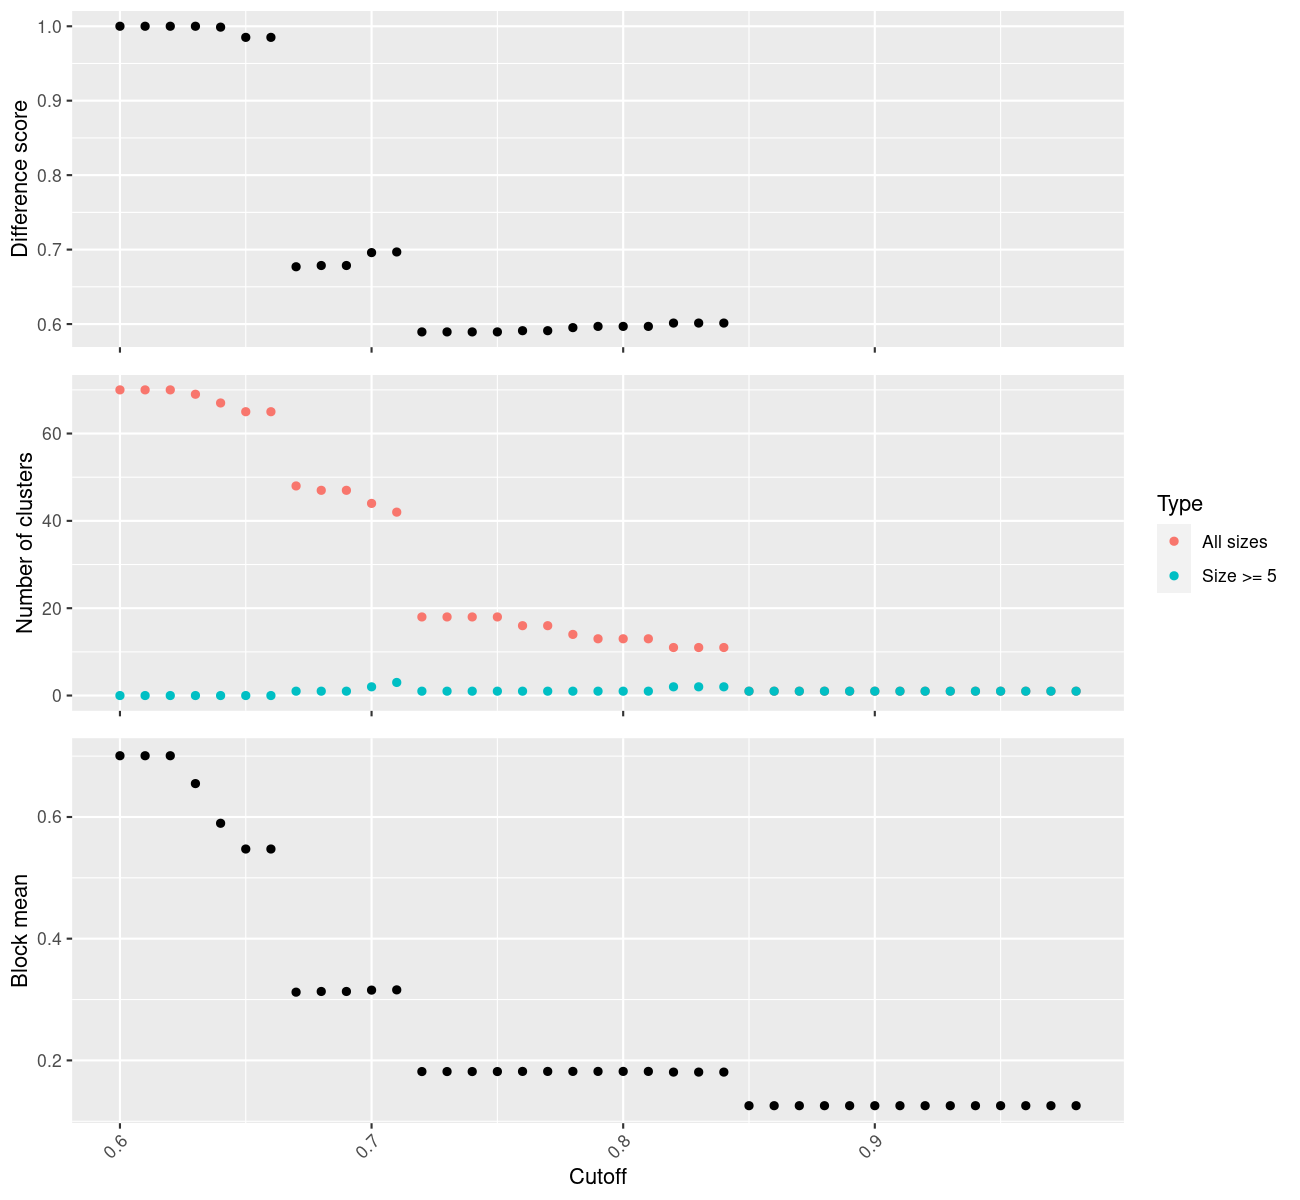 Difference score
1.0
0.9
0.8
0.7
0.6
Number of clusters
60
40
20
0
Type
All sizes
Size >= 5
Block mean
0.6
0.4
0.2
0.6 0.7 0.8 0.9
Cutoff